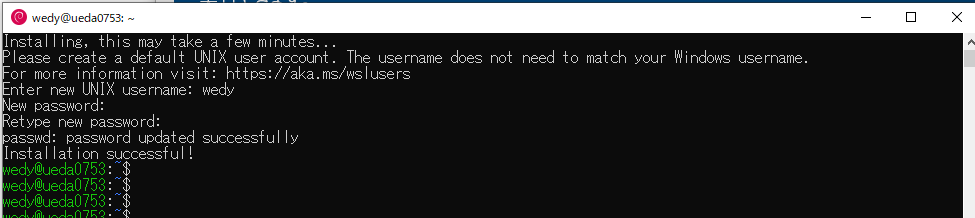 wedy@ueda0753: ~
Installing, this may take a few minutes...
Please create a default UNIX user account. The username does not need to match your Windows username.
For more information visit: https://aka.ms/wslusers
Enter new UNIX username: wedy
New password:
Retype new password:
passwd: password updated successfully
Installation successful!
wedy@ueda0753:~$
wedy@ueda0753:~$
wedy@ueda0753:~$
wedy@ueda0753:~$